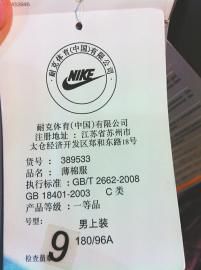 耐克体育(中国)有限公司
NIKE
耐克体育(中国)有限公司
注册地址：江苏省苏州市
太仓经济开发区郑和东路18号
货号：389533
品名：薄棉服
执行标准：GB/T 2662-2008
GB 18401-2003 C 类
产品等级：一等品
号型：
男上装
9 180/96A
检查员